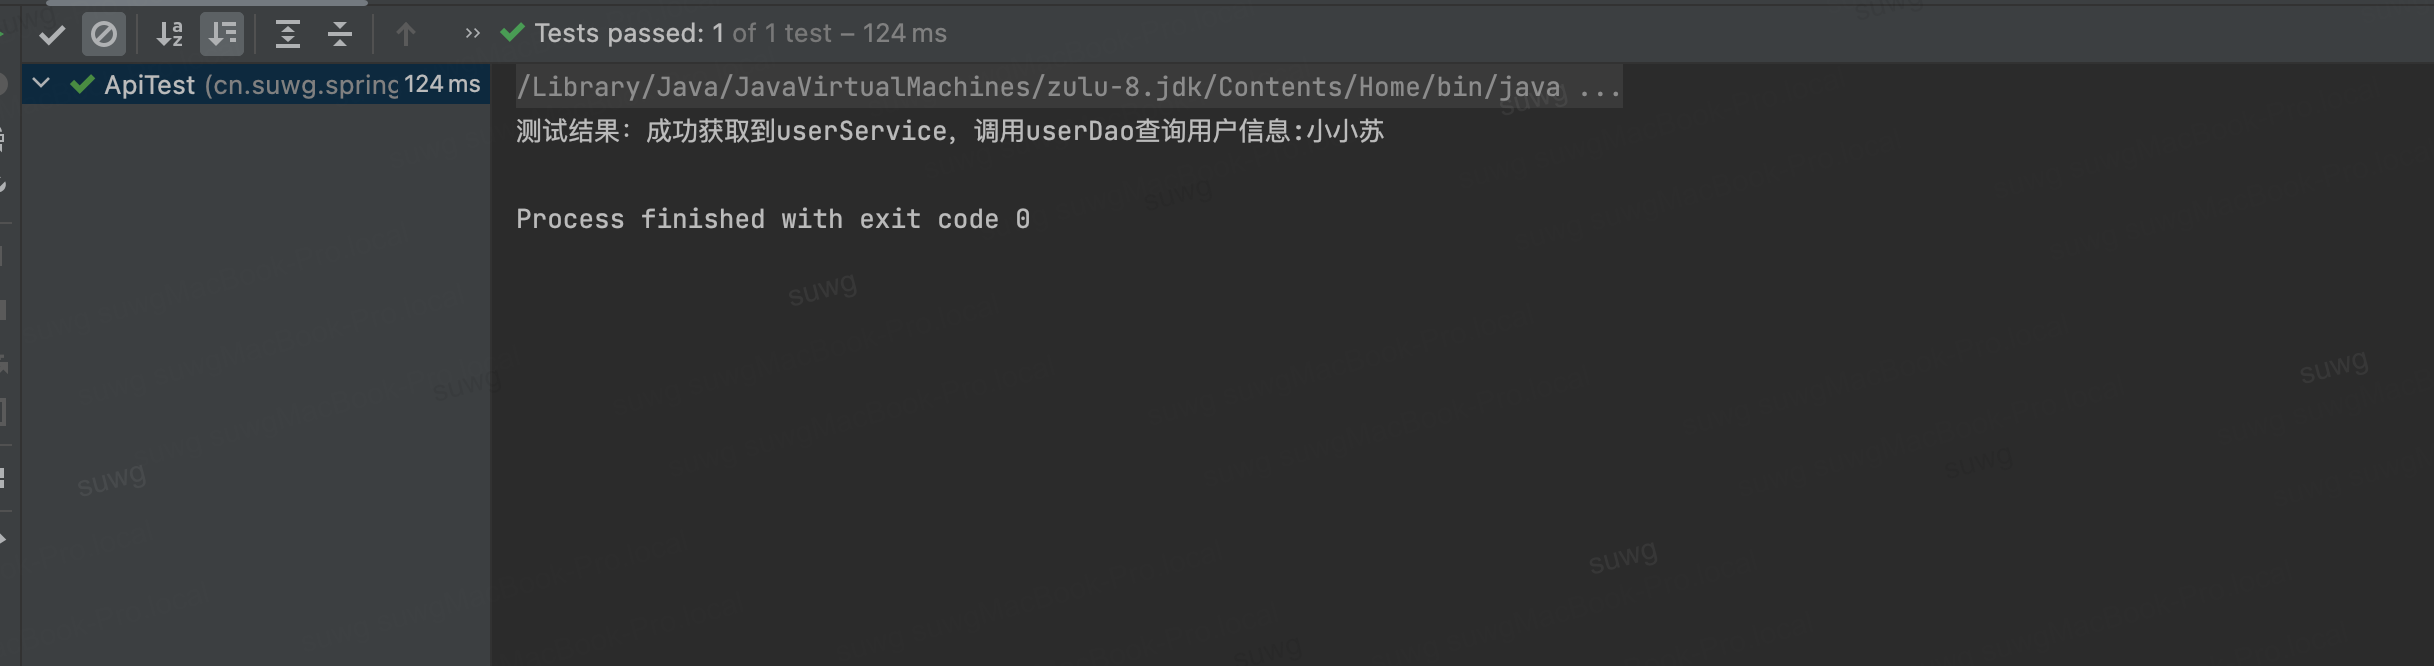 Tests passed: 1 of 1 test – 124 ms
ApiTest (cn.suwg.spring 124 ms
/Library/Java/JavaVirtualMachines/zulu-8.jdk/Contents/Home/bin/java ...
测试结果：成功获取到userService，调用userDao查询用户信息:小小苏
Process finished with exit code 0
suwg
suwg
suwg
suwg
suwg
suwg
suwg
suwg
suwg
suwg